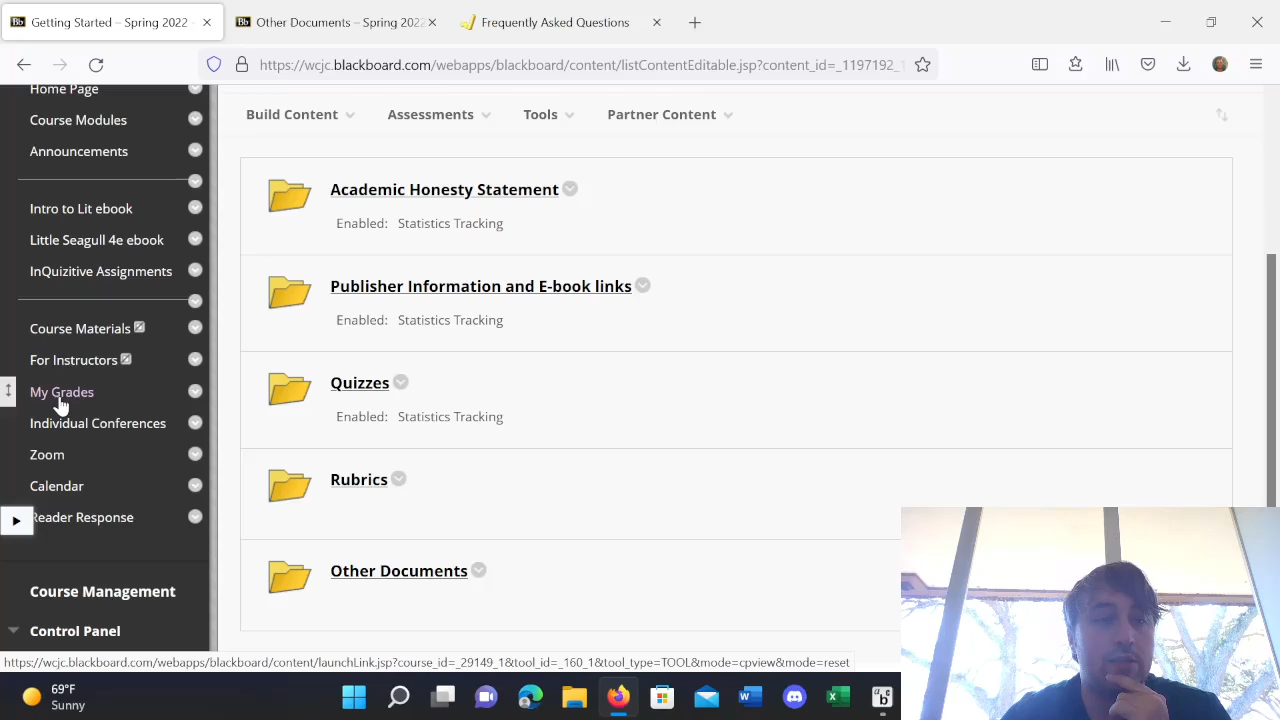 Getting Started – Spring 2022
Other Documents – Spring 2022
Frequently Asked Questions
https://wcjc.blackboard.com/webapps/blackboard/content/listContentEditable.jsp?content_id=_1197192_1
Home Page
Course Modules
Announcements
Intro to Lit ebook
Little Seagull 4e ebook
InQuizitive Assignments
Course Materials
For Instructors
My Grades
Individual Conferences
Zoom
Calendar
Reader Response
Course Management
Control Panel
Build Content
Assessments
Tools
Partner Content
Academic Honesty Statement
Enabled: Statistics Tracking
Publisher Information and E-book links
Enabled: Statistics Tracking
Quizzes
Enabled: Statistics Tracking
Rubrics
Other Documents
https://wcjc.blackboard.com/webapps/blackboard/content/launchLink.jsp?course_id=_29149_1&tool_id=_160_1&tool_type=TOOL&mode=cpview&mode=reset
69°F
Sunny